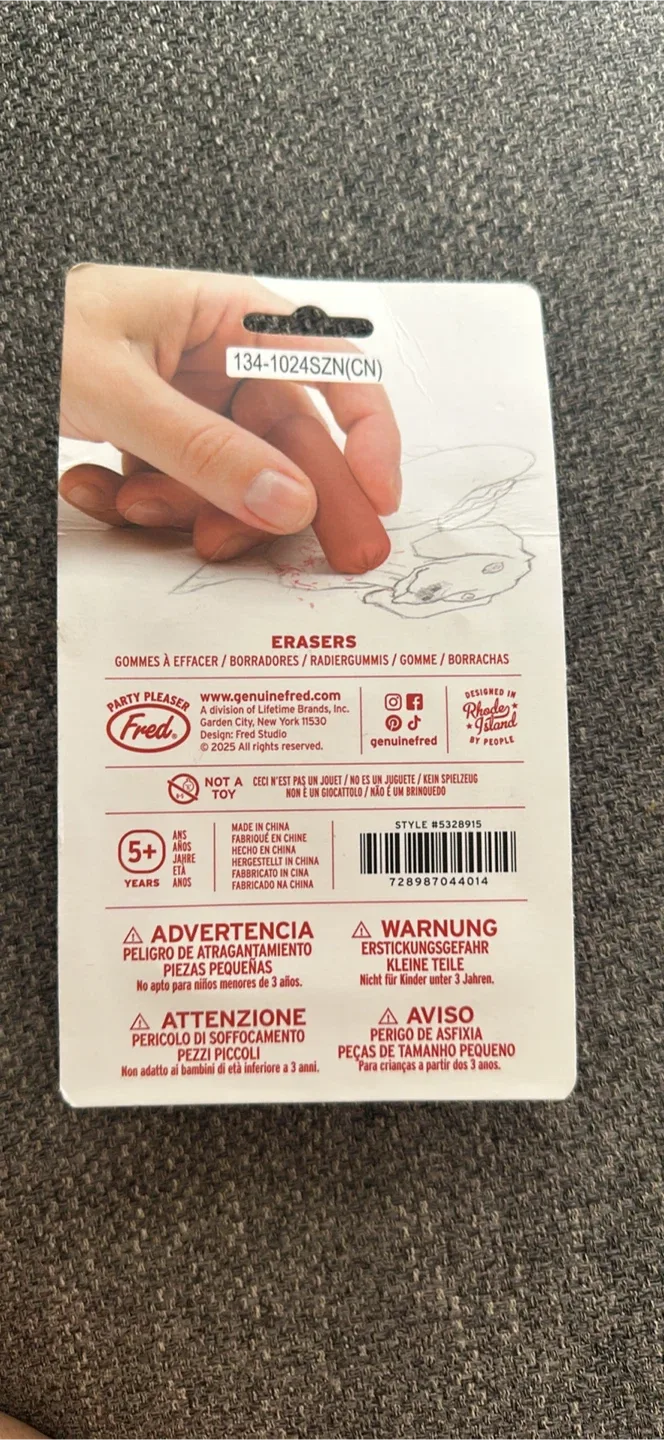 134-1024SZN(CN)
ERASERS
GOMMES À EFFACER / BORRADORES / RADIERGUMMIS / GOMME / BORRACHAS
PARTY PLEASER
Fred®
www.genuinefred.com
A division of Lifetime Brands, Inc.
Garden City, New York 11530
Design: Fred Studio
© 2025 All rights reserved.
genuinefred
DESIGNED IN
Rhode
Island
BY PEOPLE
NOT A
TOY
CECI N'EST PAS UN JOUET / NO ES UN JUGUETE / KEIN SPIELZEUG
NON È UN GIOCATTOLO / NÃO É UM BRINQUEDO
5+
YEARS
ANS
AÑOS
JAHRE
ETÀ
ANOS
MADE IN CHINA
FABRIQUÉ EN CHINE
HECHO EN CHINA
HERGESTELLT IN CHINA
FABBRICATO IN CINA
FABRICADO NA CHINA
STYLE #5328915
728987044014
ADVERTENCIA
PELIGRO DE ATRAGANTAMIENTO
PIEZAS PEQUEÑAS
No apto para niños menores de 3 años.
WARNUNG
ERSTICKUNGSGEFAHR
KLEINE TEILE
Nicht für Kinder unter 3 Jahren.
ATTENZIONE
PERICOLO DI SOFFOCAMENTO
PEZZI PICCOLI
Non adatto ai bambini di età inferiore a 3 anni.
AVISO
PERIGO DE ASFIXIA
PEÇAS DE TAMANHO PEQUENO
Para crianças a partir dos 3 anos.